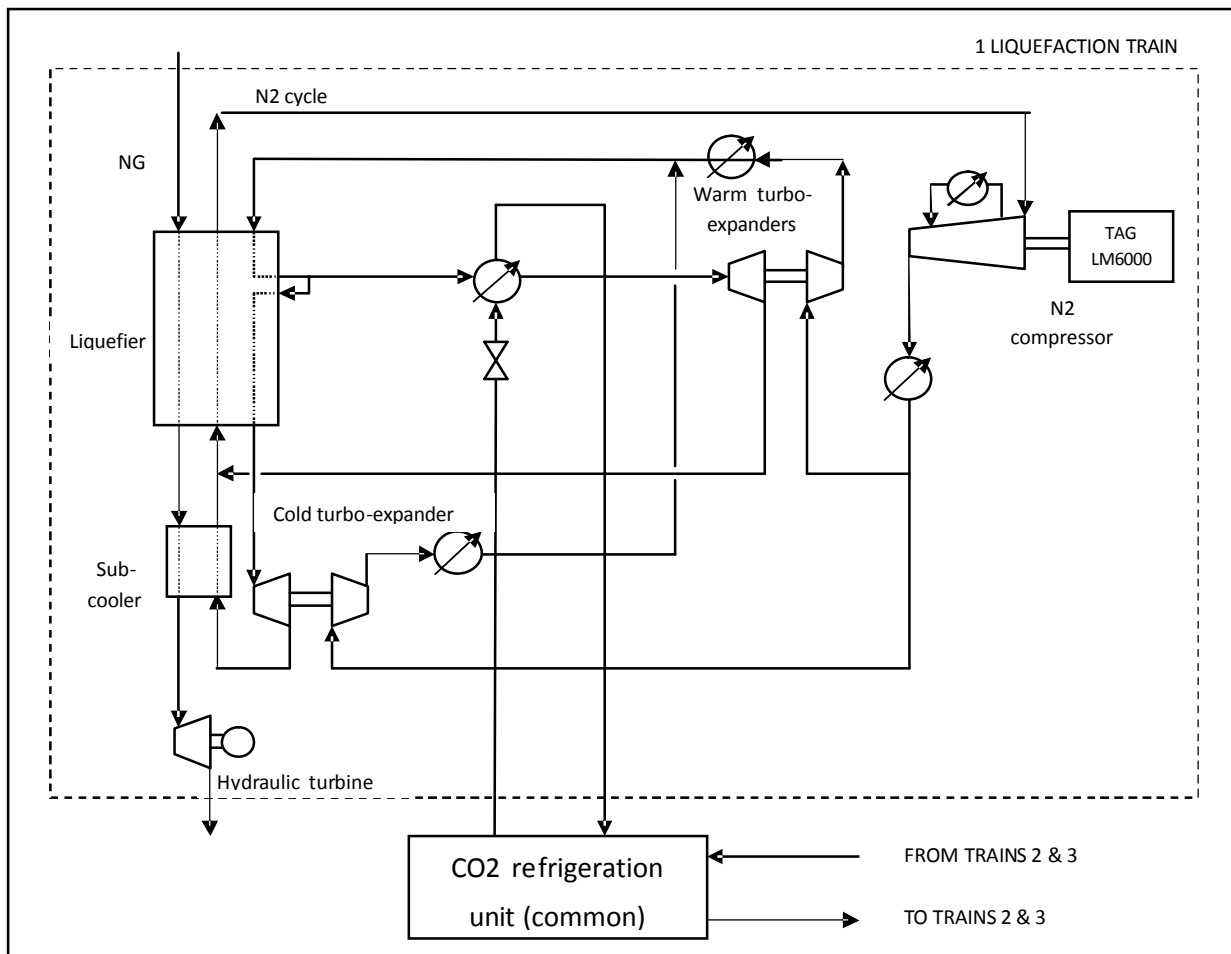 1 LIQUEFACTION TRAIN
N2 cycle
NG
Warm turbo-
expanders
TAG
LM6000
N2
compressor
Liquefier
Cold turbo-expander
Sub-
cooler
Hydraulic turbine
CO2 refrigeration
unit (common)
FROM TRAINS 2 & 3
TO TRAINS 2 & 3